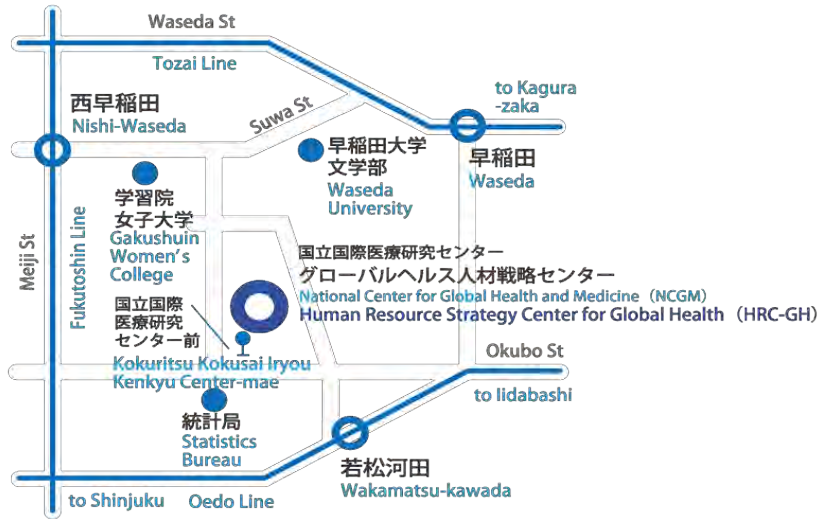 Waseda St
Tozai Line
to Kagura
-zaka
西早稲田
Nishi-Waseda
Suwa St
早稲田大学
文学部
Waseda
University
早稲田
Waseda
学習院
女子大学
Gakushuin
Women's
College
Meiji St
Fukutoshin Line
国立国際医療研究センター
グローバルヘルス人材戦略センター
National Center for Global Health and Medicine（NCGM）
Human Resource Strategy Center for Global Health（HRC-GH）
国立国際
医療研究
センター前
Kokuritsu Kokusai Iryou
Kenkyu Center-mae
Okubo St
to Iidabashi
統計局
Statistics
Bureau
若松河田
Wakamatsu-kawada
to Shinjuku
Oedo Line